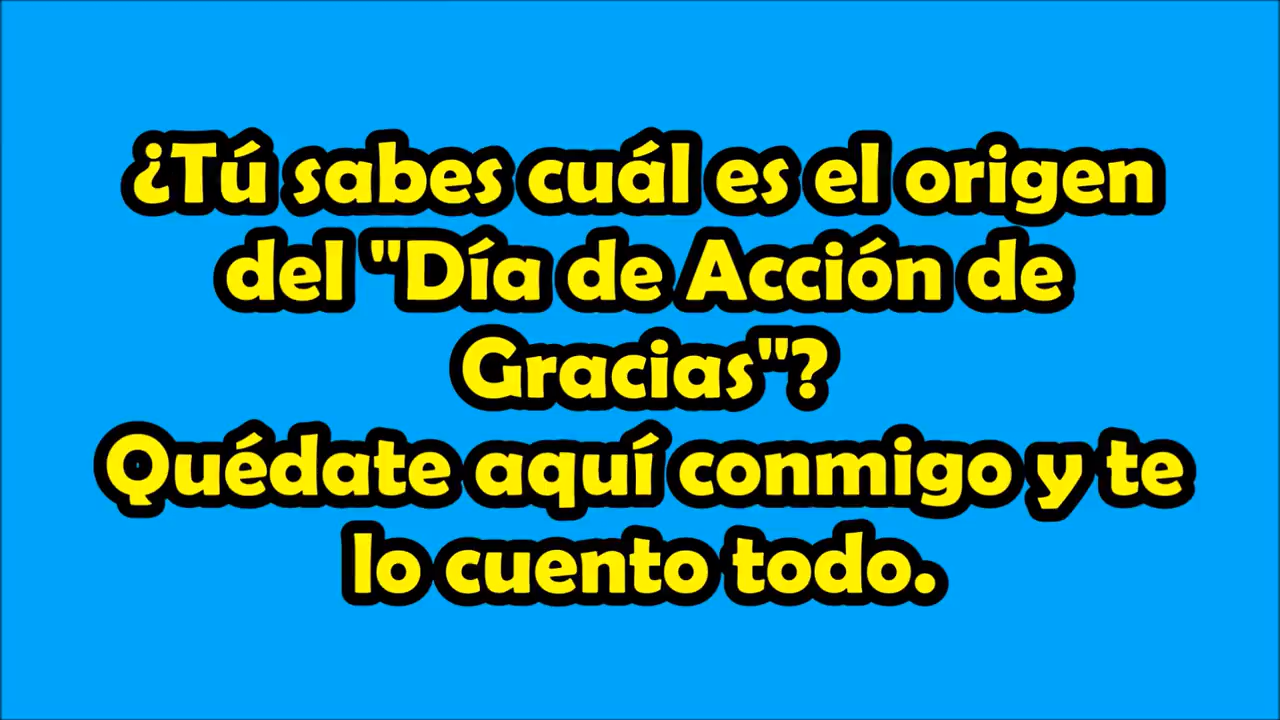 ¿Tú sabes cuál es el origen
del "Día de Acción de
Gracias"?
Quédate aquí conmigo y te
lo cuento todo.